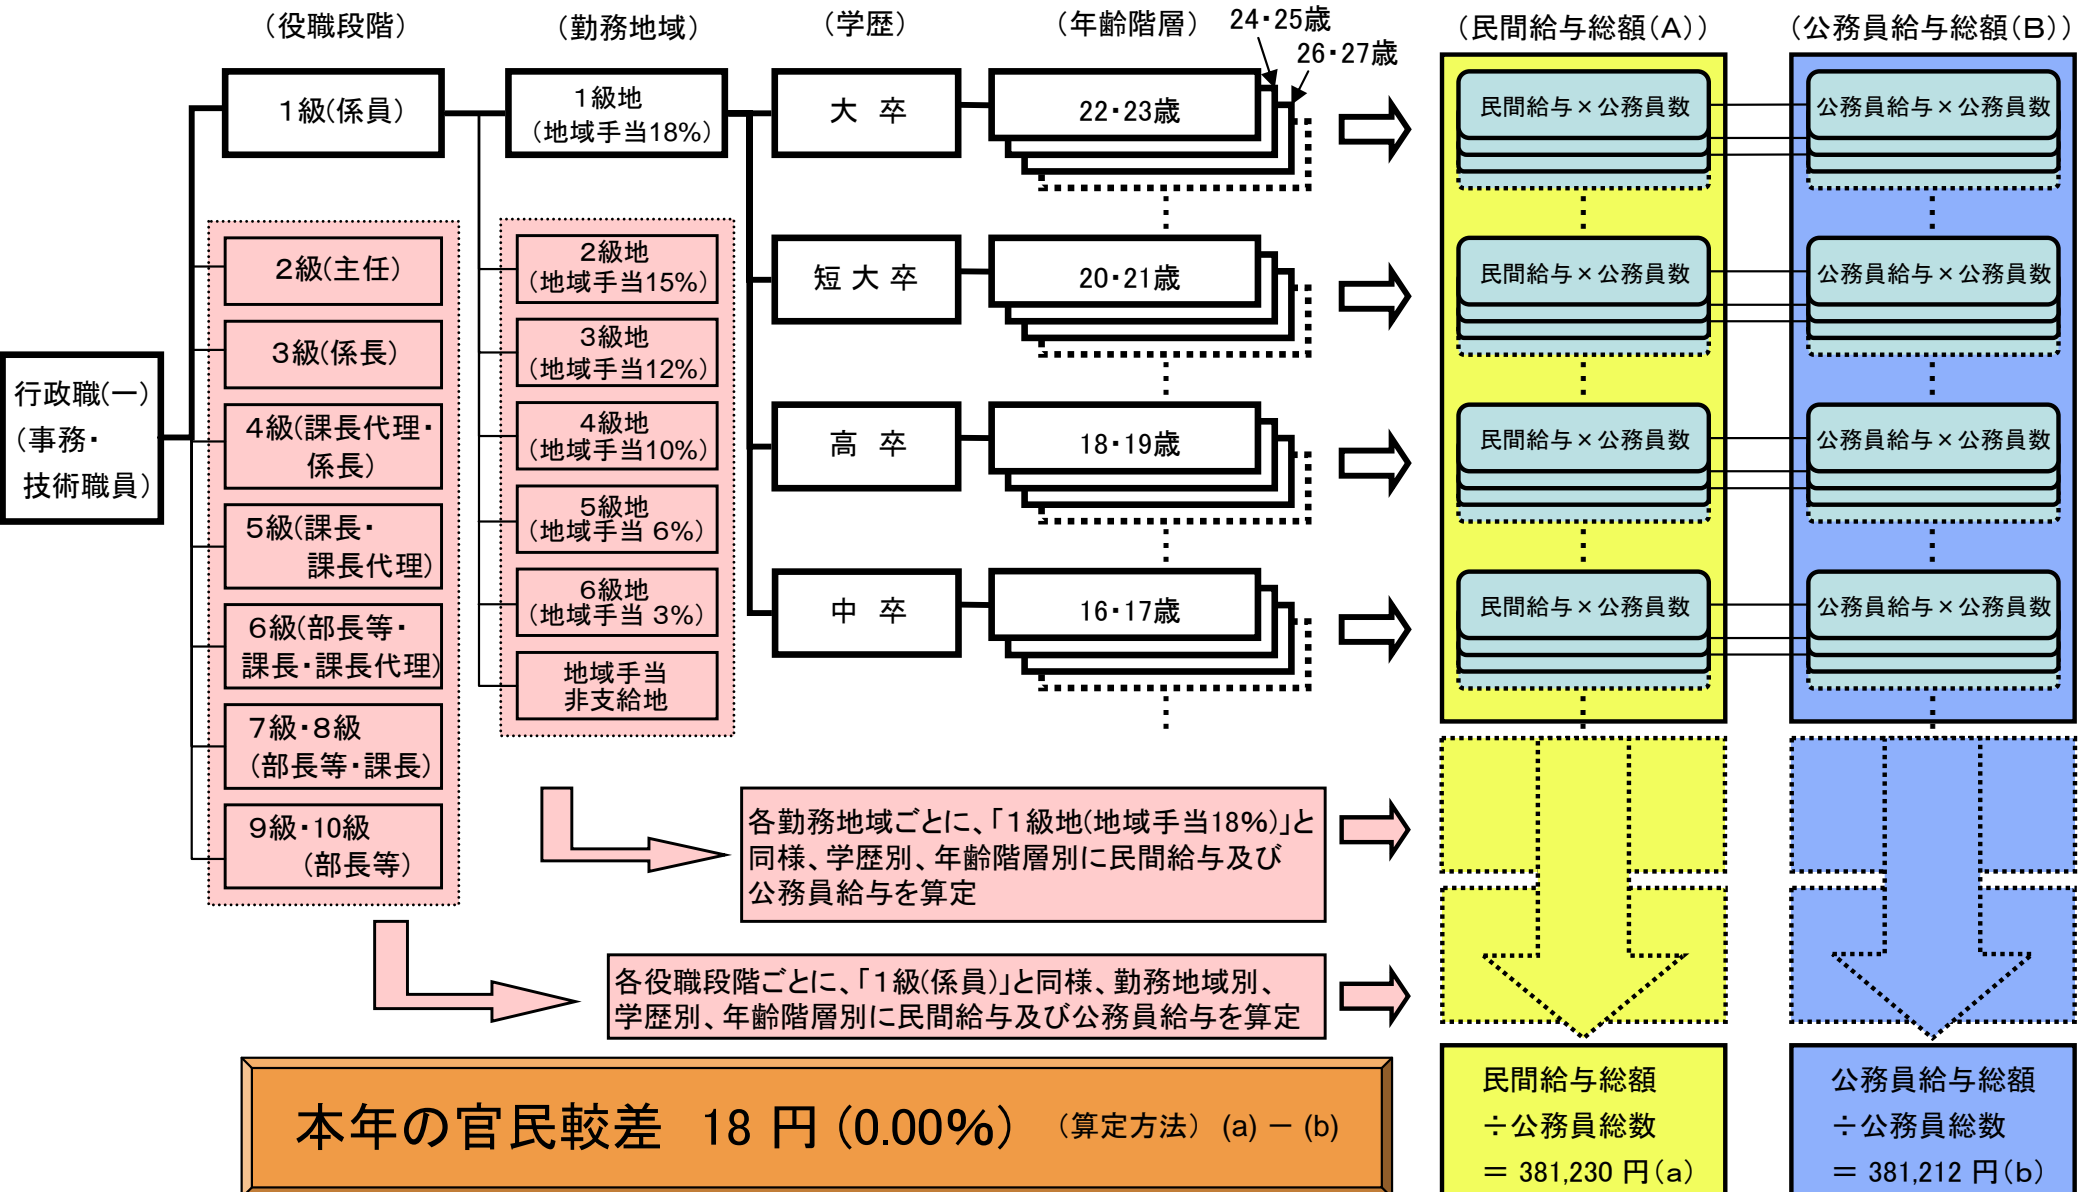 （役職段階）
（勤務地域）
（学歴）
（年齢階層）
24・25歳
26・27歳
（民間給与総額(A)）
（公務員給与総額(B)）
行政職(一)
（事務・
技術職員）
１級(係員)
２級(主任)
３級(係長)
４級(課長代理・
係長)
５級(課長・
課長代理)
６級(部長等・
課長・課長代理)
７級・８級
(部長等・課長)
９級・10級
(部長等)
１級地
（地域手当18%）
２級地
（地域手当15%）
３級地
（地域手当12%）
４級地
（地域手当10%）
５級地
（地域手当 6%）
６級地
（地域手当 3%）
地域手当
非支給地
大 卒
短 大 卒
高 卒
中 卒
22・23歳
20・21歳
18・19歳
16・17歳
民間給与×公務員数
公務員給与×公務員数
民間給与×公務員数
公務員給与×公務員数
民間給与×公務員数
公務員給与×公務員数
民間給与×公務員数
公務員給与×公務員数
各勤務地域ごとに、「１級地(地域手当18%)」と
同様、学歴別、年齢階層別に民間給与及び
公務員給与を算定
各役職段階ごとに、「１級(係員)」と同様、勤務地域別、
学歴別、年齢階層別に民間給与及び公務員給与を算定
本年の官民較差 18 円 (0.00%) （算定方法）(a) － (b)
民間給与総額
÷公務員総数
＝ 381,230 円(a)
公務員給与総額
÷公務員総数
＝ 381,212 円(b)